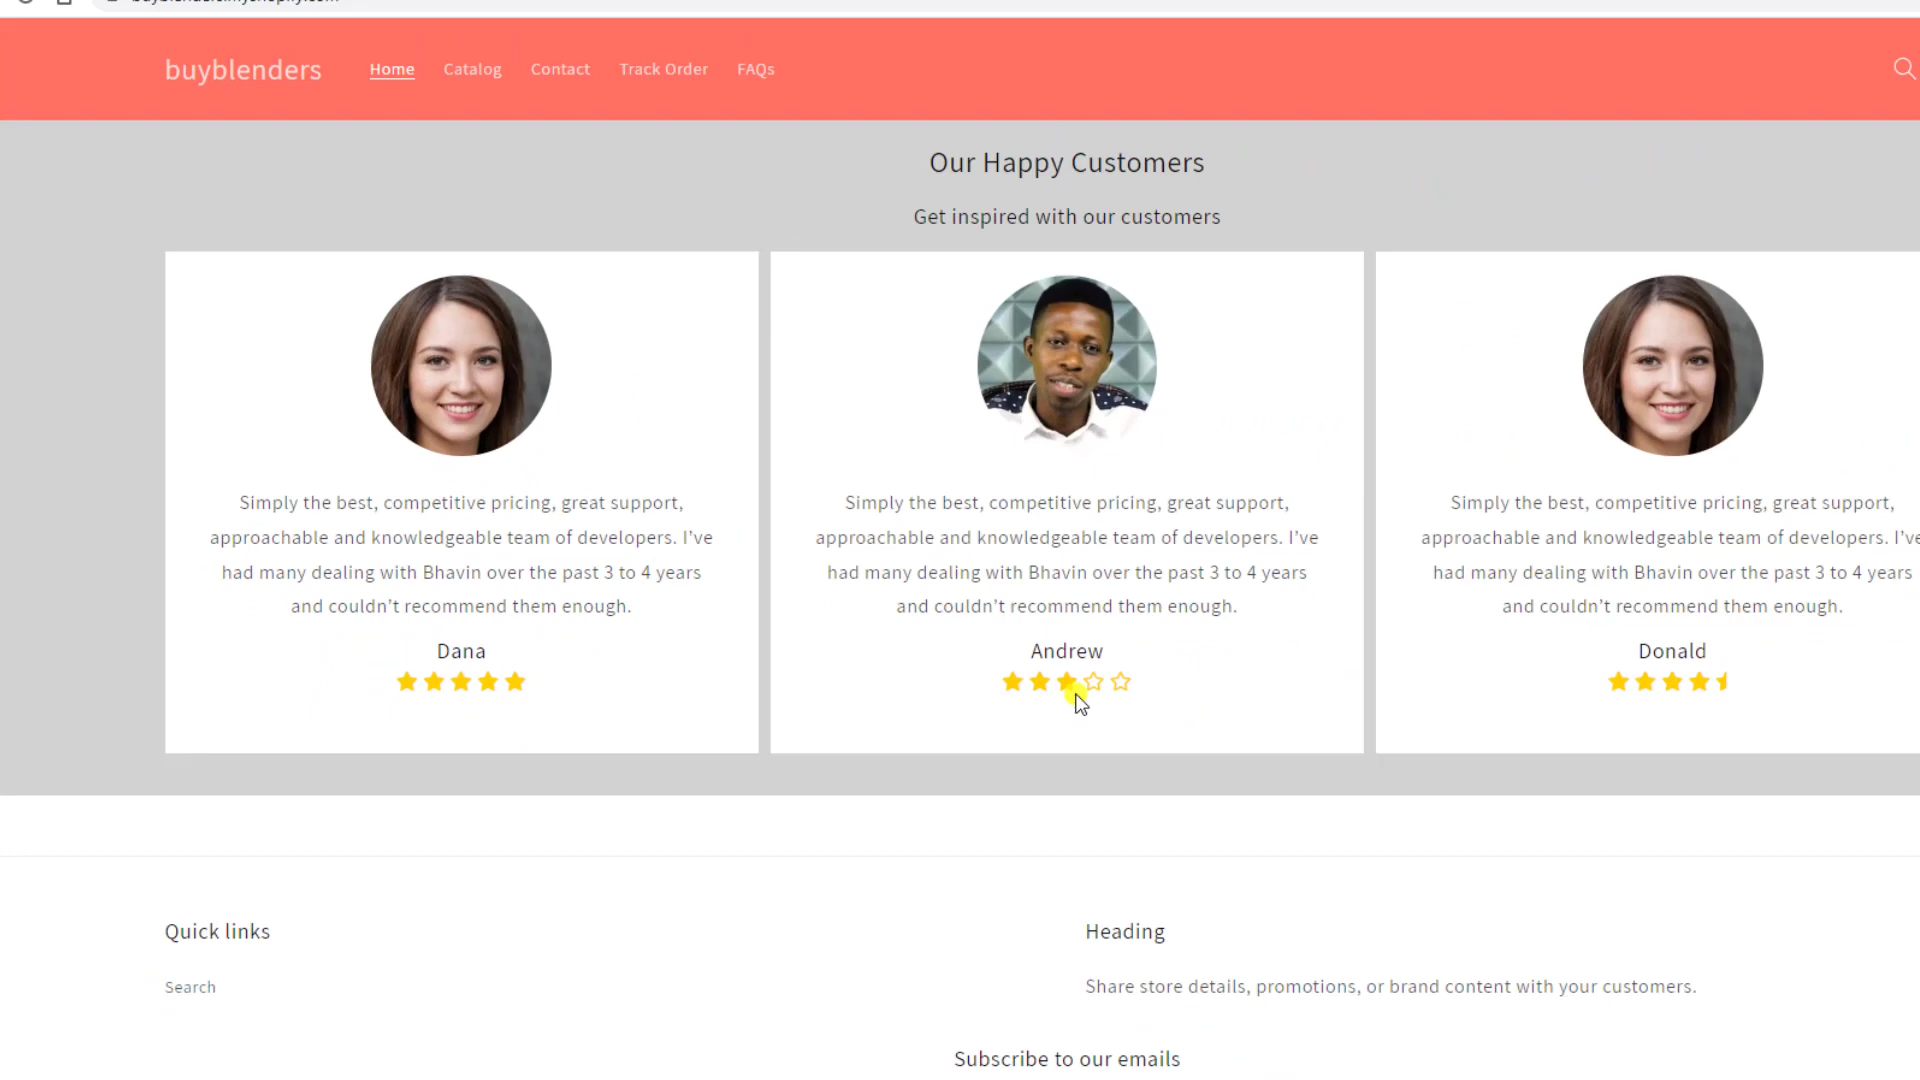 buyblenders
Home
Catalog
Contact
Track Order
FAQs
Our Happy Customers
Get inspired with our customers
Simply the best, competitive pricing, great support,
approachable and knowledgeable team of developers. I've
had many dealing with Bhavin over the past 3 to 4 years
and couldn't recommend them enough.
Dana
Simply the best, competitive pricing, great support,
approachable and knowledgeable team of developers. I've
had many dealing with Bhavin over the past 3 to 4 years
and couldn't recommend them enough.
Andrew
Simply the best, competitive pricing, great support,
approachable and knowledgeable team of developers. I've
had many dealing with Bhavin over the past 3 to 4 years
and couldn't recommend them enough.
Donald
Quick links
Search
Heading
Share store details, promotions, or brand content with your customers.
Subscribe to our emails